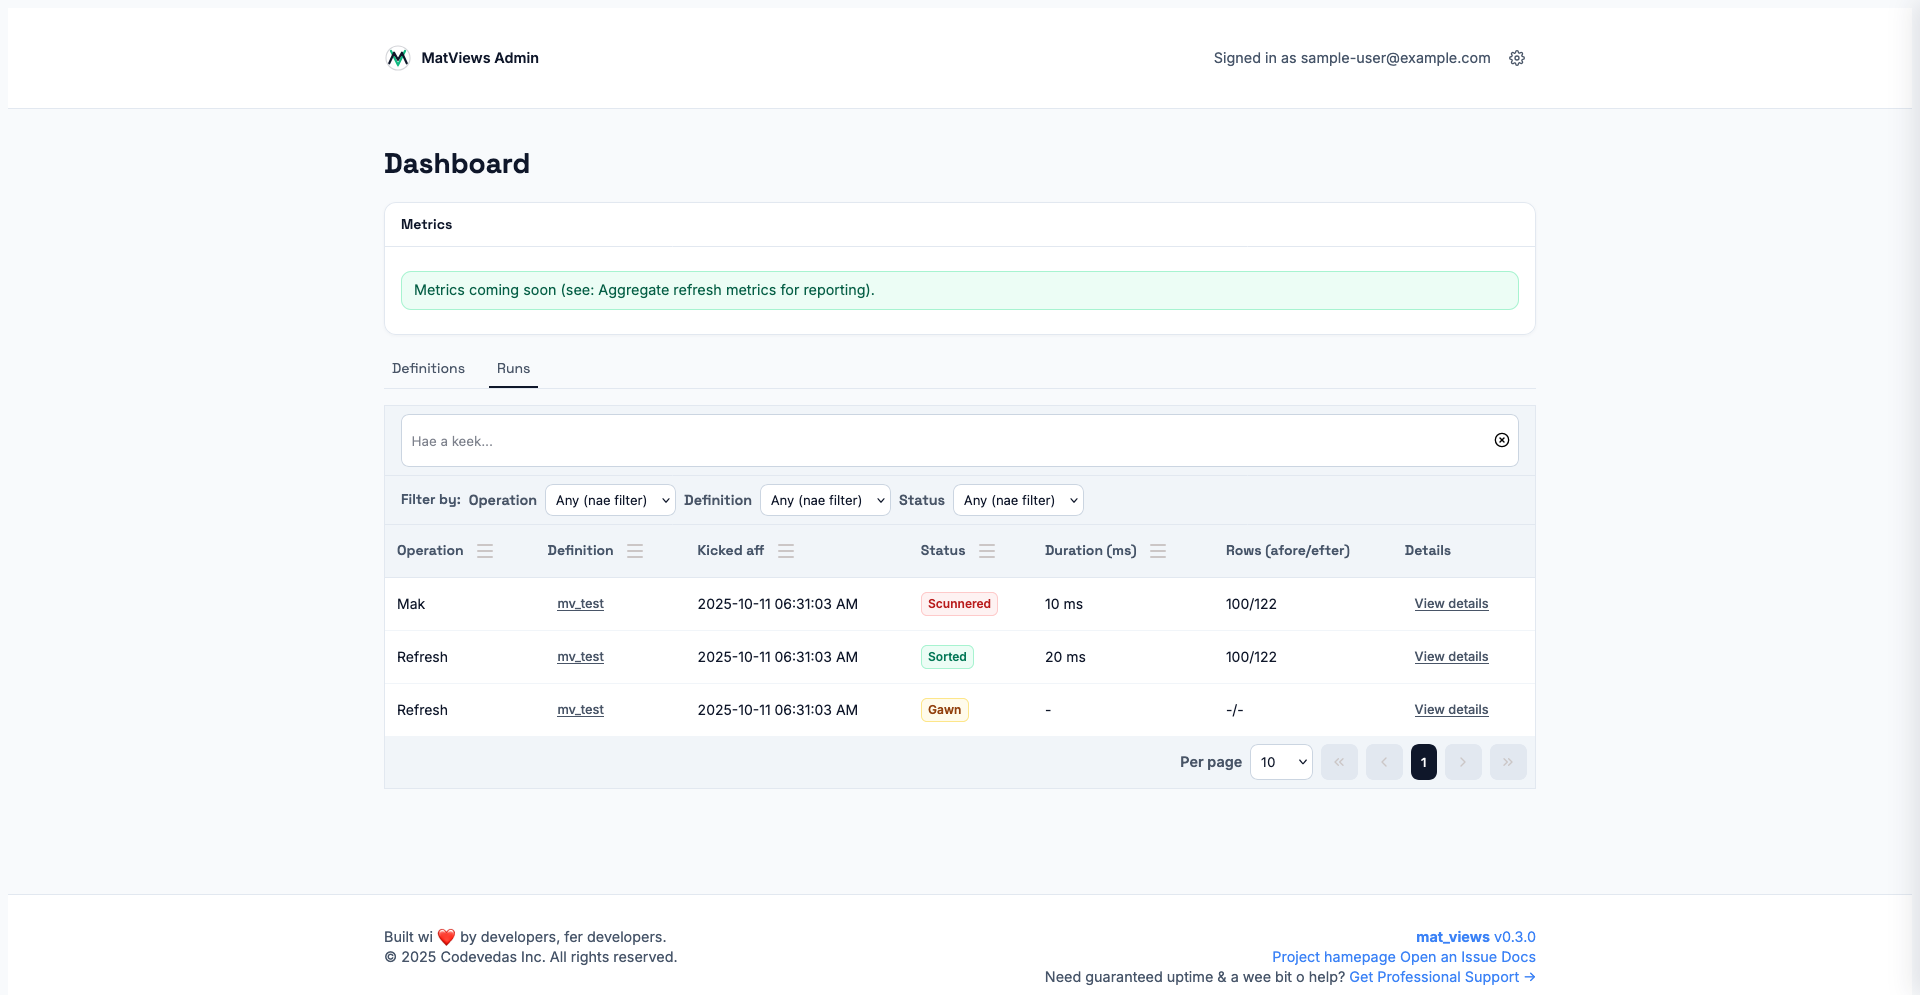 MatViews Admin
Signed in as sample-user@example.com
Dashboard
Metrics
Metrics coming soon (see: Aggregate refresh metrics for reporting).
Definitions Runs
Hae a keek...
Filter by: Operation Any (nae filter) Definition Any (nae filter) Status Any (nae filter)
Operation Definition Kicked aff Status Duration (ms) Rows (afore/efter) Details
Mak mv_test 2025-10-11 06:31:03 AM Scunnered 10 ms 100/122 View details
Refresh mv_test 2025-10-11 06:31:03 AM Sorted 20 ms 100/122 View details
Refresh mv_test 2025-10-11 06:31:03 AM Gawn - -/- View details
Per page 10 « ‹ 1 › »
Built wi ❤️ by developers, fer developers.
© 2025 Codevedas Inc. All rights reserved.
mat_views v0.3.0
Project hamepage Open an Issue Docs
Need guaranteed uptime & a wee bit o help? Get Professional Support →